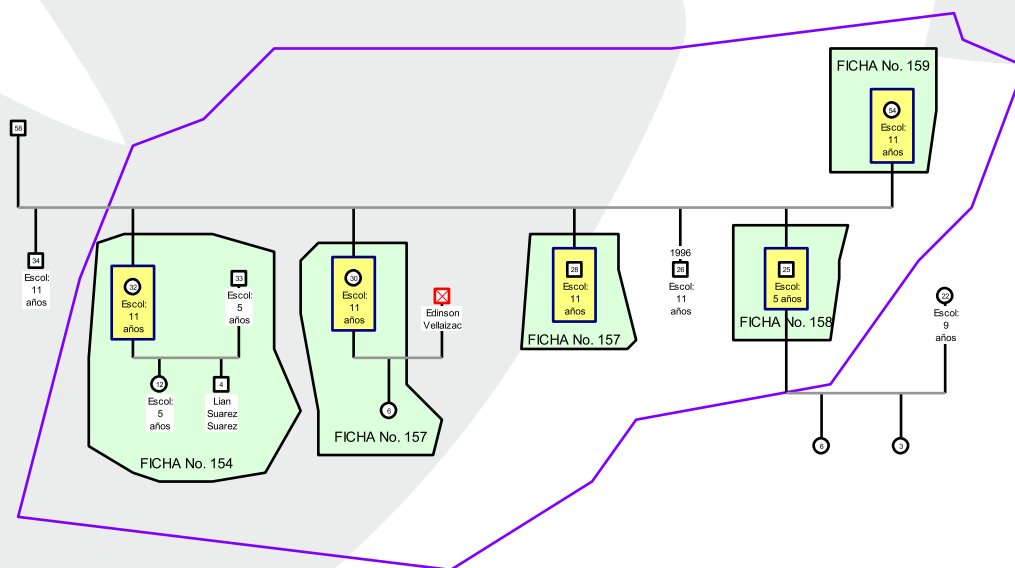 FICHA No. 159
54
Escol:
11
años
58
34
Escol:
11
años
32
Escol:
11
años
33
Escol:
5
años
12
Escol:
5
años
4
Lian
Suarez
Suarez
FICHA No. 154
30
Escol:
11
años
Edinson
Vellaizac
6
FICHA No. 157
28
Escol:
11
años
FICHA No. 157
1996
26
Escol:
11
años
25
Escol:
5 años
FICHA No. 158
22
Escol:
9
años
6
3